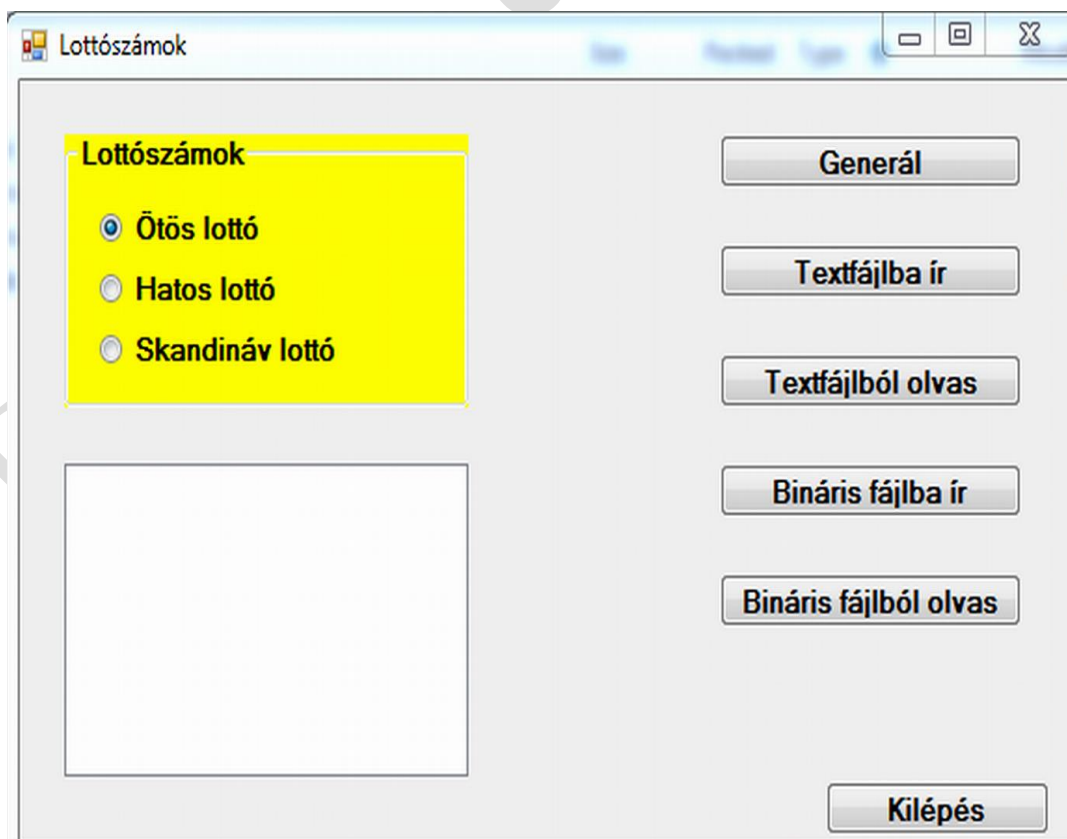 Lottószámok
Lottószámok
Ötös lottó
Hatos lottó
Skandináv lottó
Generál
Textfájlba ír
Textfájlból olvas
Bináris fájlba ír
Bináris fájlból olvas
Kilépés